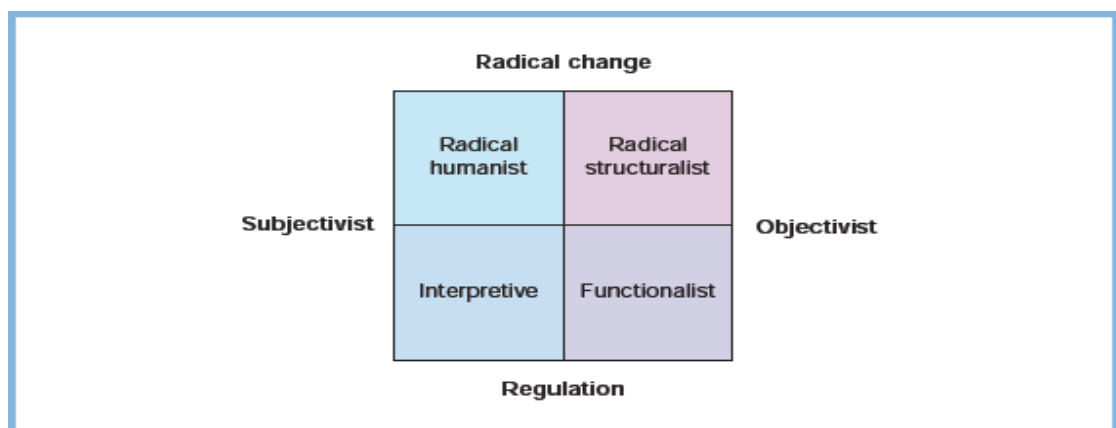 Radical change
Radical
humanist
Radical
structuralist
Subjectivist
Objectivist
Interpretive
Functionalist
Regulation